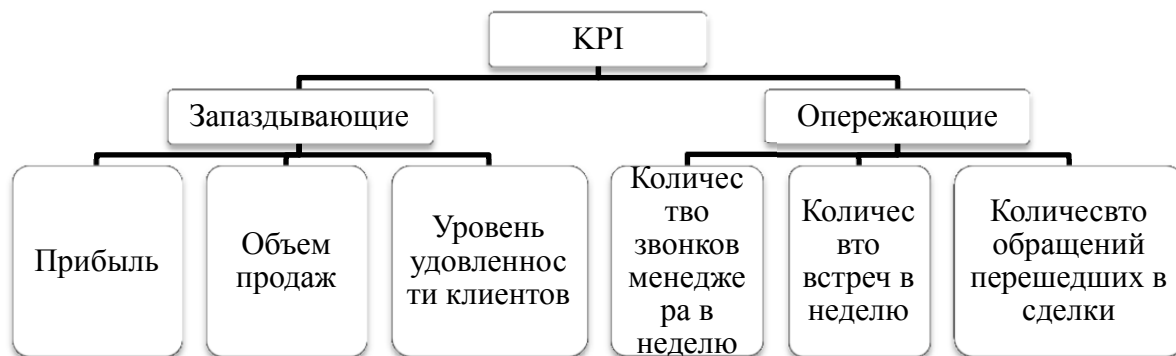 KPI
Запаздывающие
Опережающие
Прибыль
Объем
продаж
Уровень
удовленнос
ти клиентов
Количес
тво
звонков
менедже
ра в
неделю
Количес
вто
встреч в
неделю
Количесвто
обращений
перешедших в
сделки